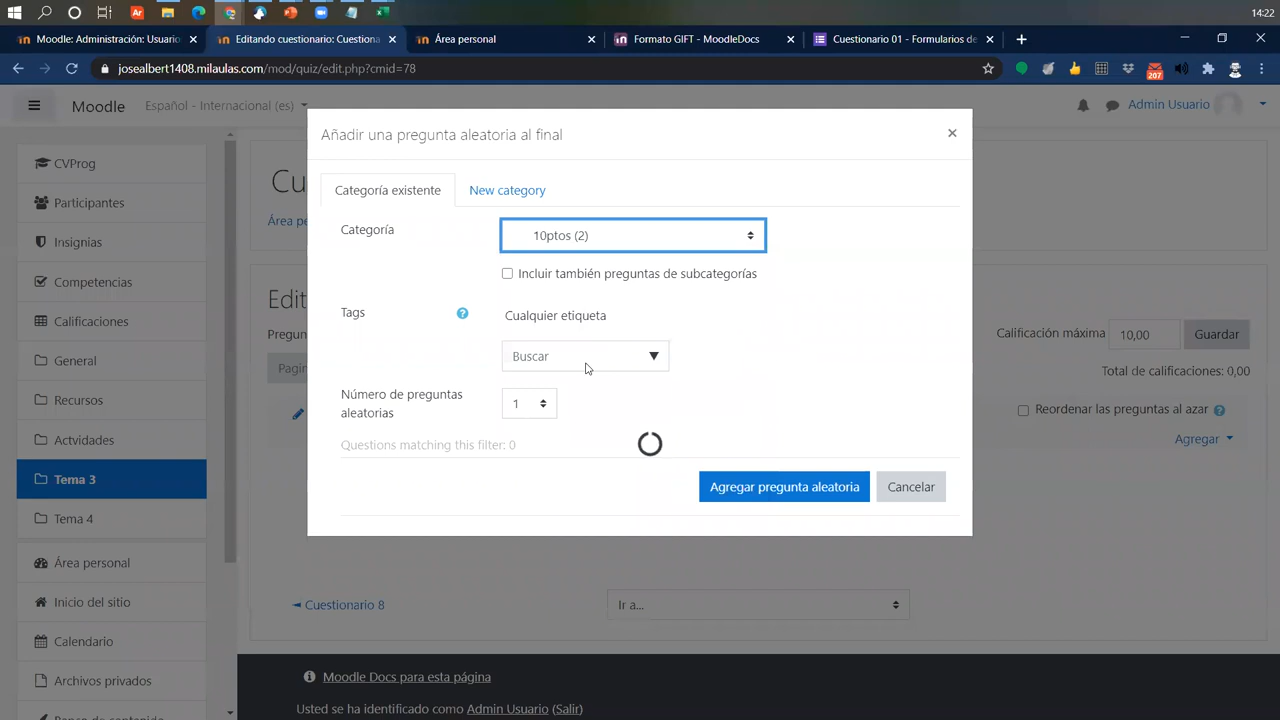 14:22
Moodle: Administración: Usuario
Editando cuestionario: Cuestiona
Área personal
Formato GIFT - MoodleDocs
Cuestionario 01 - Formularios de
josealbert1408.milaulas.com/mod/quiz/edit.php?cmid=78
207
Moodle
Español - Internacional (es)
Admin Usuario
CVProg
Participantes
Insignias
Competencias
Calificaciones
General
Recursos
Actvidades
Tema 3
Tema 4
Área personal
Inicio del sitio
Calendario
Archivos privados
Cu
Área pe
Edit
Pregun
Pagin
Añadir una pregunta aleatoria al final
Categoría existente
New category
Categoría
10ptos (2)
Incluir también preguntas de subcategorías
Tags
Cualquier etiqueta
Buscar
Número de preguntas
aleatorias
1
Questions matching this filter: 0
Agregar pregunta aleatoria
Cancelar
Calificación máxima
10,00
Guardar
Total de calificaciones: 0,00
Reordenar las preguntas al azar
Agregar
◄ Cuestionario 8
Ir a...
Moodle Docs para esta página
Usted se ha identificado como Admin Usuario (Salir)